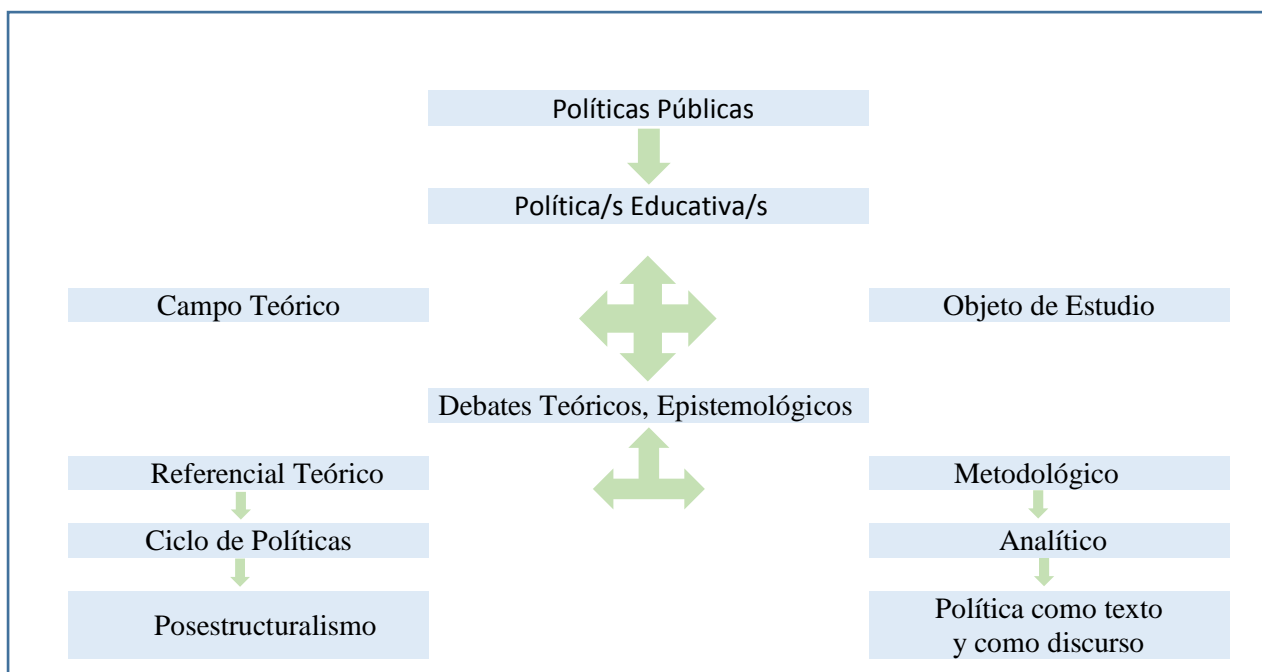 Políticas Públicas
Política/s Educativa/s
Campo Teórico
Objeto de Estudio
Debates Teóricos, Epistemológicos
Referencial Teórico
Metodológico
Ciclo de Políticas
Analítico
Posestructuralismo
Política como texto
y como discurso